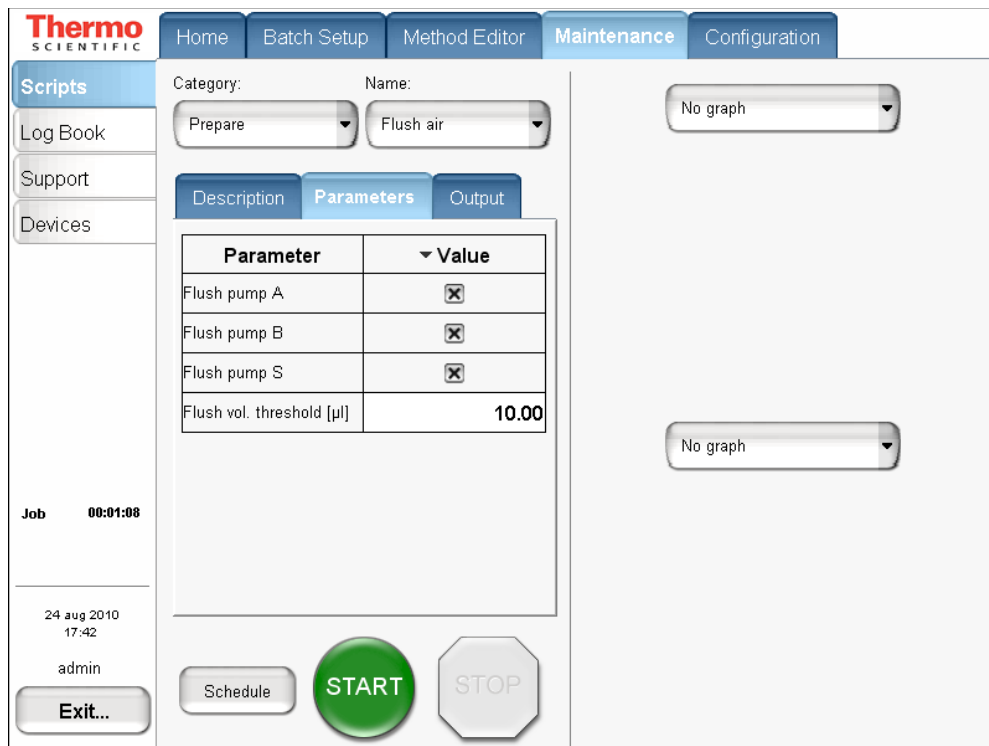 Thermo
SCIENTIFIC
Home
Batch Setup
Method Editor
Maintenance
Configuration
Scripts
Log Book
Support
Devices
Category:
Name:
Prepare
Flush air
No graph
Description
Parameters
Output
Parameter
Value
Flush pump A
Flush pump B
Flush pump S
Flush vol. threshold [µl]
10.00
No graph
Job
00:01:08
24 aug 2010
17:42
admin
Exit...
Schedule
START
STOP